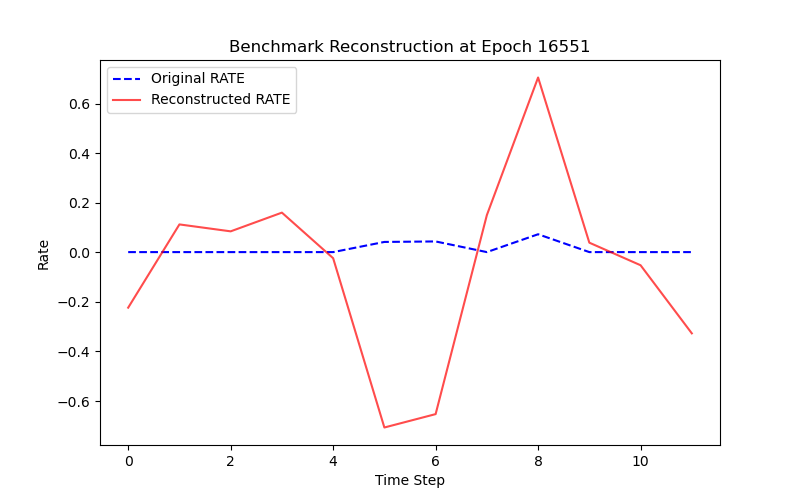 Benchmark Reconstruction at Epoch 16551
Original RATE
Reconstructed RATE
0.6
0.4
0.2
0.0
−0.2
−0.4
−0.6
Rate
0 2 4 6 8 10
Time Step